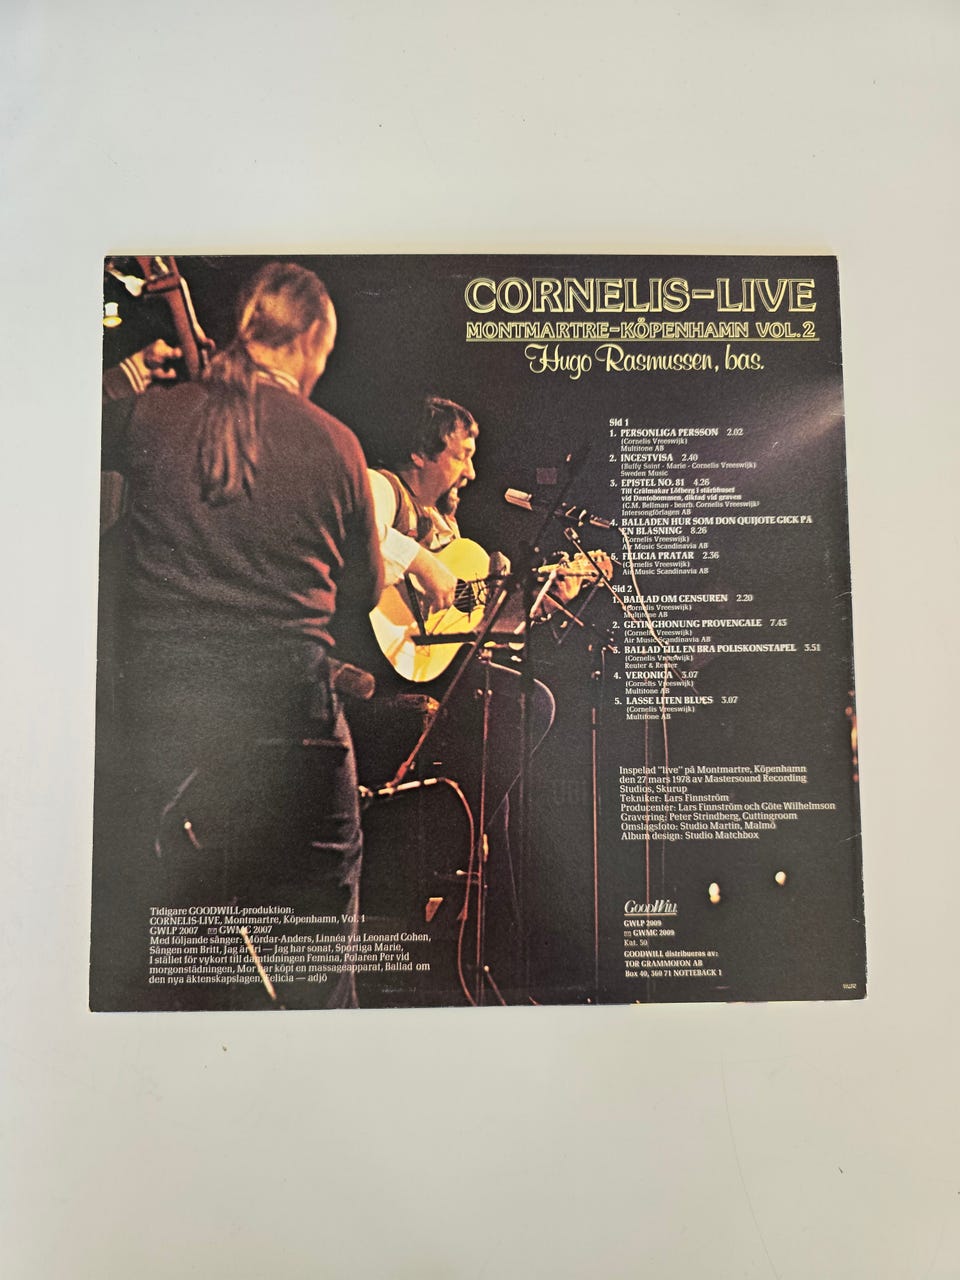 CORNELIS-LIVE
MONTMARTRE-KÖPENHAMN VOL. 2
Hugo Rasmussen, bas.
Sid 1
1. PERSONLIGA PERSSON 2.02
(Cornelis Vreeswijk)
Multitone AB
2. INCESTVISA 2.40
(Buffy Saint - Marie - Cornelis Vreeswijk)
Sweden Music
3. EPISTEL NO. 81 4.26
Till Grälmakar Löfberg i stärbhuset
vid Dantobommen, diktad vid graven
(C.M. Bellman - bearb. Cornelis Vreeswijk)
Intersongförlagen AB
4. BALLADEN HUR SOM DON QUIJOTE GICK PÅ
EN BLÅSNING 8.26
(Cornelis Vreeswijk)
Air Music Scandinavia AB
5. FELICIA PRATAR 2.36
(Cornelis Vreeswijk)
Air Music Scandinavia AB
Sid 2
1. BALLAD OM CENSUREN 2.20
(Cornelis Vreeswijk)
Multitone AB
2. GETINGHONUNG PROVENCALE 7.45
(Cornelis Vreeswijk)
Air Music Scandinavia AB
3. BALLAD TILL EN BRA POLISKONSTAPEL 3.51
(Cornelis Vreeswijk)
Reuter & Reuter
4. VERONICA 3.07
(Cornelis Vreeswijk)
Multitone AB
5. LASSE LITEN BLUES 3.07
(Cornelis Vreeswijk)
Multitone AB
Inspelad "live" på Montmartre, Köpenhamn
den 27 mars 1978 av Mastersound Recording
Studios, Skurup
Tekniker: Lars Finnström
Producenter: Lars Finnström och Göte Wilhelmson
Gravering: Peter Strindberg, Cuttingroom
Omslagsfoto: Studio Martin, Malmö
Album design: Studio Matchbox
GOODWILL
GWLP 2009
GWMC 2009
Kat. 50
GOODWILL distribueras av:
TOR GRAMMOFON AB
Box 40, 360 71 NOTTEBÄCK 1
Tidigare GOODWILL-produktion:
CORNELIS-LIVE, Montmartre, Köpenhamn, Vol. 1
GWLP 2007 GWMC 2007
Med följande sånger: Mördar-Anders, Linnéa via Leonard Cohen,
Sången om Britt, Jag är fri — Jag har sonat, Sportiga Marie,
I stället för vykort till damtidningen Femina, Polaren Per vid
morgonstädningen, Mor har köpt en massageapparat, Ballad om
den nya äktenskapslagen, Felicia — adjö